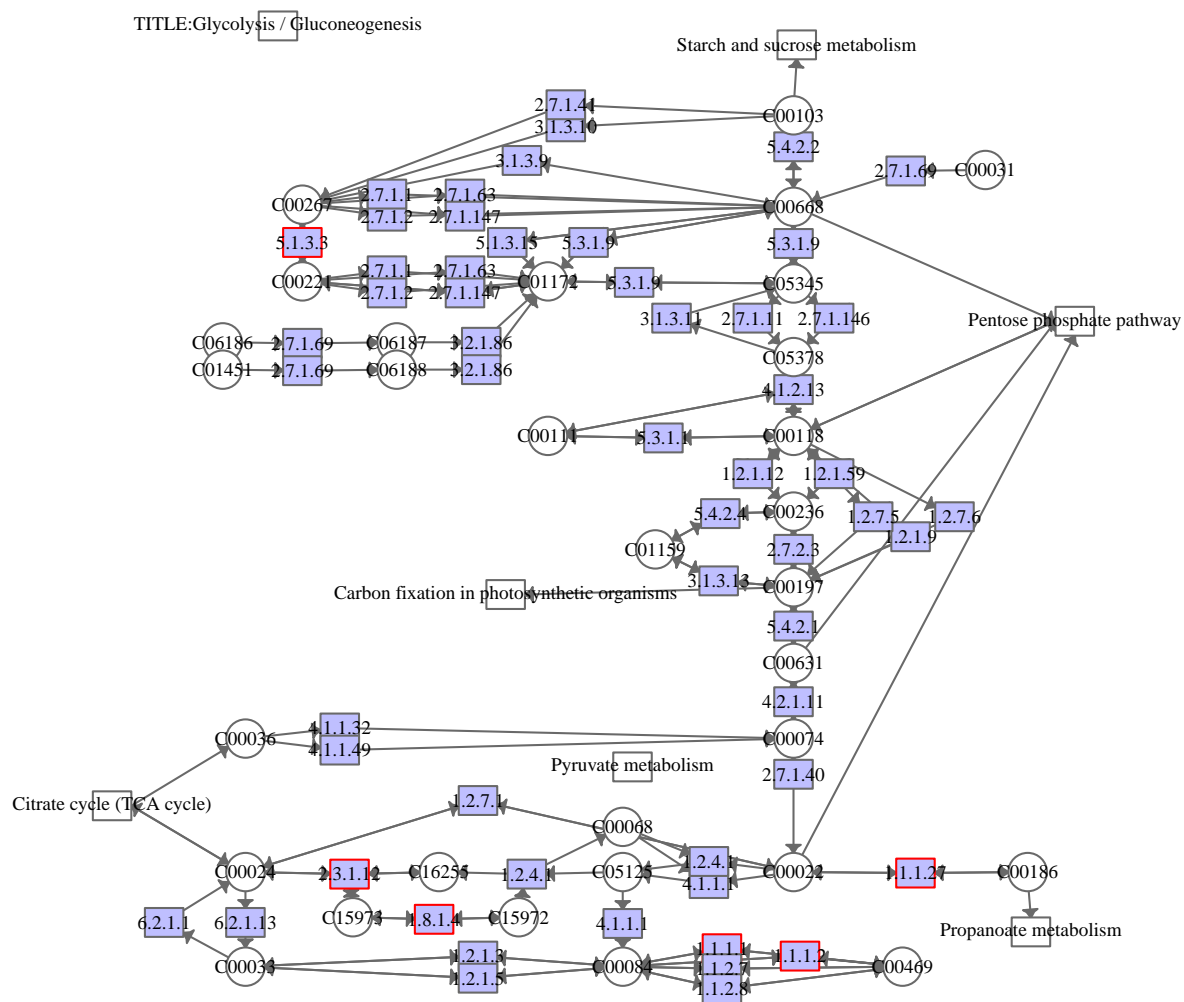 TITLE:Glycolysis / Gluconeogenesis
Starch and sucrose metabolism
2.7.1.41
C00103
3.1.3.10
5.4.2.2
3.1.3.9
2.7.1.69
C00031
2.7.1.1
2.7.1.63
C00267
C00668
2.7.1.2
2.7.1.147
5.1.3.3
5.1.3.15
5.3.1.9
5.3.1.9
2.7.1.1
2.7.1.63
C00221
C01172
5.3.1.9
C05345
2.7.1.2
2.7.1.147
3.1.3.11
2.7.1.11
2.7.1.146
Pentose phosphate pathway
C06186
2.7.1.69
C06187
3.2.1.86
C05378
C01451
2.7.1.69
C06188
3.2.1.86
4.1.2.13
C00111
5.3.1.1
C00118
1.2.1.12
1.2.1.59
5.4.2.4
C00236
1.2.7.5
1.2.7.6
1.2.1.9
C01159
2.7.2.3
3.1.3.13
C00197
Carbon fixation in photosynthetic organisms
5.4.2.1
C00631
4.2.1.11
4.1.1.32
C00036
C00074
4.1.1.49
Pyruvate metabolism
2.7.1.40
Citrate cycle (TCA cycle)
1.2.7.1
C00068
1.2.4.1
C00024
2.3.1.12
C16255
1.2.4.1
C05125
4.1.1.1
C00022
1.1.1.27
C00186
6.2.1.1
6.2.1.13
C15973
1.8.1.4
C15972
4.1.1.1
Propanoate metabolism
1.1.1.1
1.1.1.2
1.2.1.3
C00033
C00084
1.1.2.7
C00469
1.2.1.5
1.1.2.8